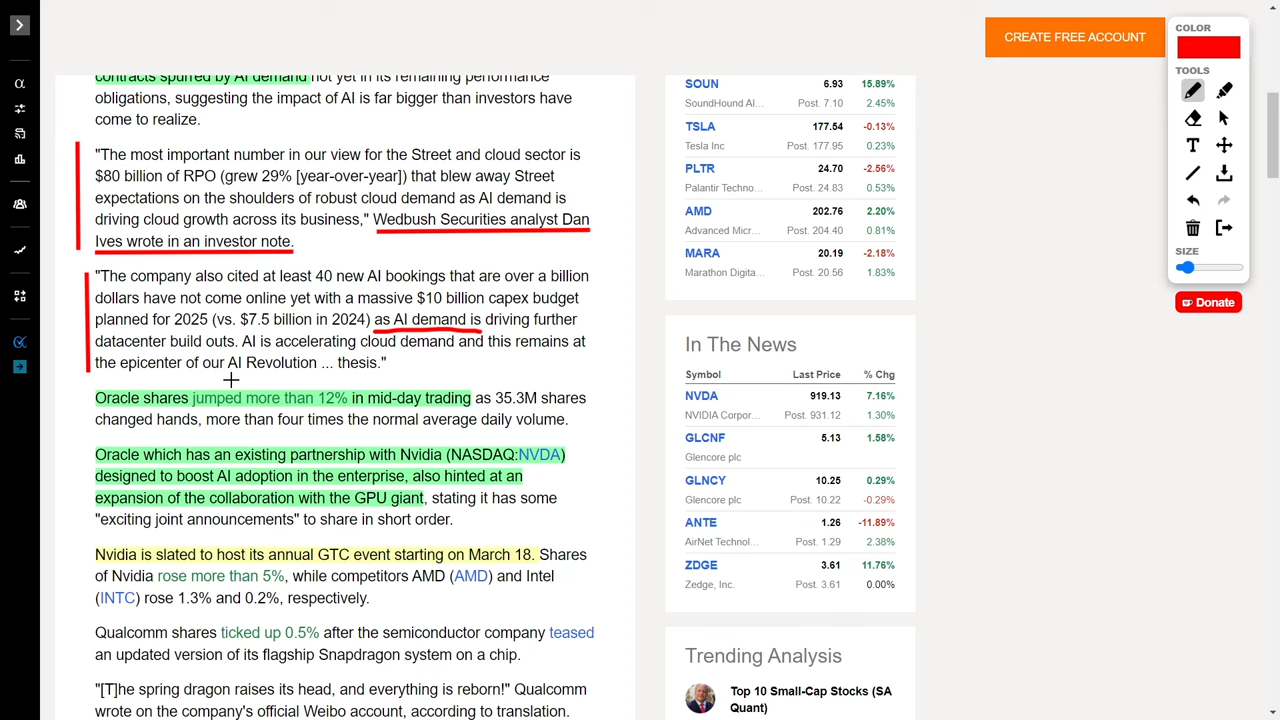 CREATE FREE ACCOUNT
COLOR
TOOLS
SIZE
Donate
contracts spurred by AI demand not yet in its remaining performance
obligations, suggesting the impact of AI is far bigger than investors have
come to realize.
"The most important number in our view for the Street and cloud sector is
$80 billion of RPO (grew 29% [year-over-year]) that blew away Street
expectations on the shoulders of robust cloud demand as AI demand is
driving cloud growth across its business," Wedbush Securities analyst Dan
Ives wrote in an investor note.
"The company also cited at least 40 new AI bookings that are over a billion
dollars have not come online yet with a massive $10 billion capex budget
planned for 2025 (vs. $7.5 billion in 2024) as AI demand is driving further
datacenter build outs. AI is accelerating cloud demand and this remains at
the epicenter of our AI Revolution ... thesis."
Oracle shares jumped more than 12% in mid-day trading as 35.3M shares
changed hands, more than four times the normal average daily volume.
Oracle which has an existing partnership with Nvidia (NASDAQ:NVDA)
designed to boost AI adoption in the enterprise, also hinted at an
expansion of the collaboration with the GPU giant, stating it has some
"exciting joint announcements" to share in short order.
Nvidia is slated to host its annual GTC event starting on March 18. Shares
of Nvidia rose more than 5%, while competitors AMD (AMD) and Intel
(INTC) rose 1.3% and 0.2%, respectively.
Qualcomm shares ticked up 0.5% after the semiconductor company teased
an updated version of its flagship Snapdragon system on a chip.
"[T]he spring dragon raises its head, and everything is reborn!" Qualcomm
wrote on the company's official Weibo account, according to translation.
SOUN 6.93 15.89%
SoundHound AI... Post. 7.10 2.45%
TSLA 177.54 -0.13%
Tesla Inc Post. 177.95 0.23%
PLTR 24.70 -2.56%
Palantir Techno... Post. 24.83 0.53%
AMD 202.76 2.20%
Advanced Micr... Post. 204.40 0.81%
MARA 20.19 -2.18%
Marathon Digita... Post. 20.56 1.83%
In The News
Symbol Last Price % Chg
NVDA 919.13 7.16%
NVIDIA Corpor... Post. 931.12 1.30%
GLCNF 5.13 1.58%
Glencore plc
GLNCY 10.25 0.29%
Glencore plc Post. 10.22 -0.29%
ANTE 1.26 -11.89%
AirNet Technol... Post. 1.29 2.38%
ZDGE 3.61 11.76%
Zedge, Inc. Post. 3.61 0.00%
Trending Analysis
Top 10 Small-Cap Stocks (SA
Quant)